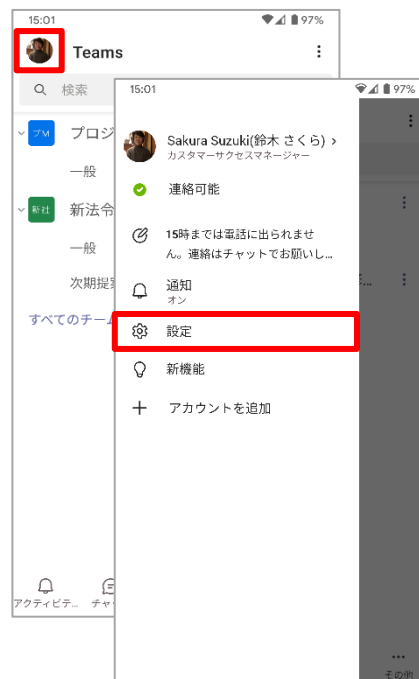 15:01
97%
Teams
検索
プM
プロジ
一般
新社
新法令
一般
次期提
すべてのチーム
アクティビテ…
チャ
15:01
97%
Sakura Suzuki(鈴木 さくら)
カスタマーサクセスマネージャー
連絡可能
15時までは電話に出られませ
ん。連絡はチャットでお願いし…
通知
オン
設定
新機能
アカウントを追加
その他